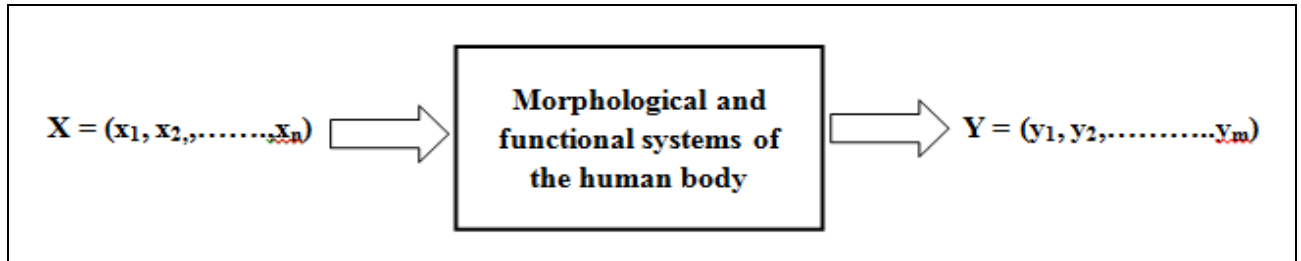 X = (x1, x2,,.......,xn)
Morphological and
functional systems of
the human body
Y = (y1, y2,...........ym)